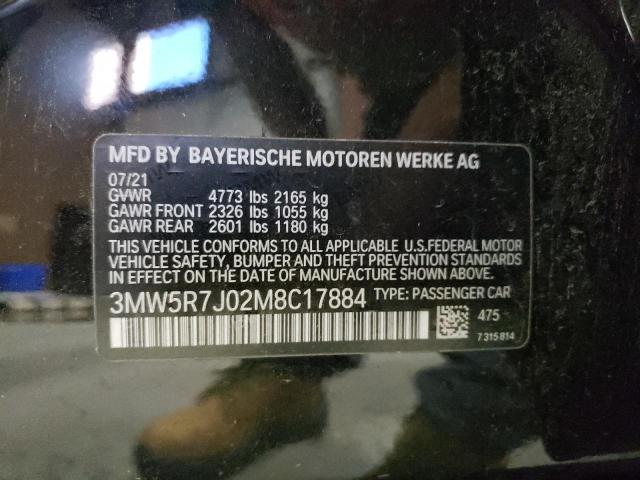 MFD BY BAYERISCHE MOTOREN WERKE AG
07/21
GVWR 4773 lbs 2165 kg
GAWR FRONT 2326 lbs 1055 kg
GAWR REAR 2601 lbs 1180 kg
THIS VEHICLE CONFORMS TO ALL APPLICABLE U.S.FEDERAL MOTOR
VEHICLE SAFETY, BUMPER AND THEFT PREVENTION STANDARDS
IN EFFECT ON THE DATE OF MANUFACTURE SHOWN ABOVE.
3MW5R7J02M8C17884 TYPE: PASSENGER CAR
475
7315814